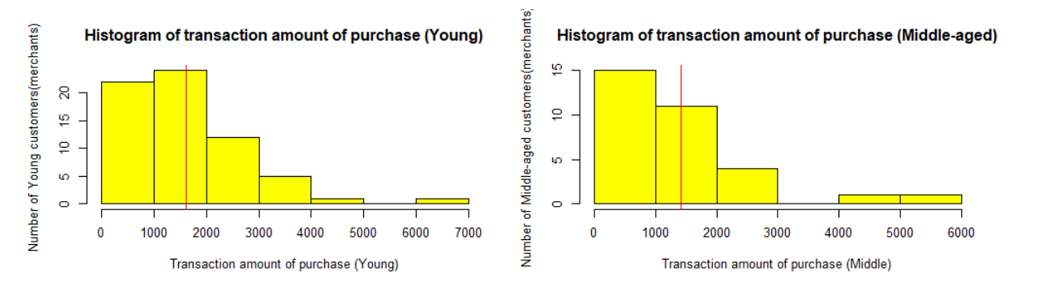 Histogram of transaction amount of purchase (Young)
Number of Young customers(merchants)
20
15
10
5
0
0 1000 2000 3000 4000 5000 6000 7000
Transaction amount of purchase (Young)
Histogram of transaction amount of purchase (Middle-aged)
Number of Middle-aged customers(merchants)
15
10
5
0
0 1000 2000 3000 4000 5000 6000
Transaction amount of purchase (Middle)